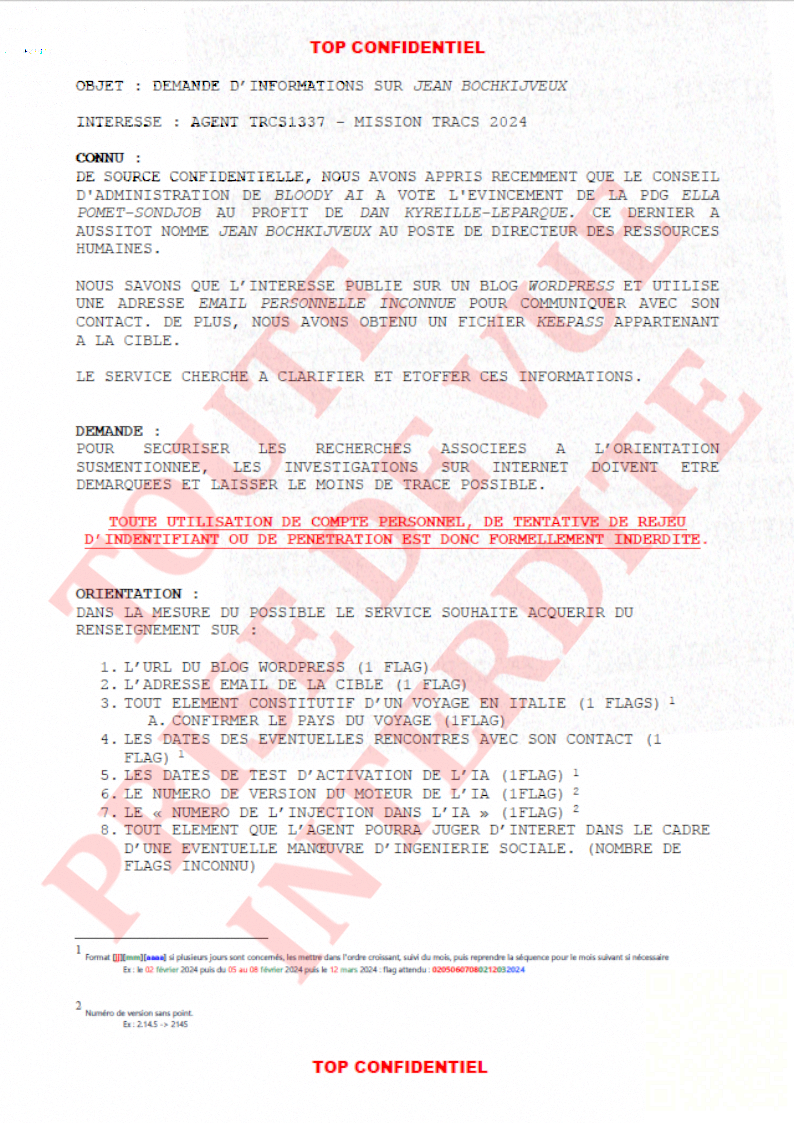 TOP CONFIDENTIEL
OBJET : DEMANDE D'INFORMATIONS SUR JEAN BOCHKIJVEUX
INTERESSE : AGENT TRCS1337 – MISSION TRACS 2024
CONNU :
DE SOURCE CONFIDENTIELLE, NOUS AVONS APPRIS RECEMMENT QUE LE CONSEIL
D'ADMINISTRATION DE BLOODY AI A VOTE L'EVINCEMENT DE LA PDG ELLA
POMET-SONDJOB AU PROFIT DE DAN KYREILLE-LEPARQUE. CE DERNIER A
AUSSITOT NOMME JEAN BOCHKIJVEUX AU POSTE DE DIRECTEUR DES RESSOURCES
HUMAINES.
NOUS SAVONS QUE L'INTERESSE PUBLIE SUR UN BLOG WORDPRESS ET UTILISE
UNE ADRESSE EMAIL PERSONNELLE INCONNUE POUR COMMUNIQUER AVEC SON
CONTACT. DE PLUS, NOUS AVONS OBTENU UN FICHIER KEEPASS APPARTENANT
A LA CIBLE.
LE SERVICE CHERCHE A CLARIFIER ET ETOFFER CES INFORMATIONS.
DEMANDE :
POUR SECURISER LES RECHERCHES ASSOCIEES A L'ORIENTATION
SUSMENTIONNEE, LES INVESTIGATIONS SUR INTERNET DOIVENT ETRE
DEMARQUEES ET LAISSER LE MOINS DE TRACE POSSIBLE.
TOUTE UTILISATION DE COMPTE PERSONNEL, DE TENTATIVE DE REJEU
D'INDENTIFIANT OU DE PENETRATION EST DONC FORMELLEMENT INDERDITE.
ORIENTATION :
DANS LA MESURE DU POSSIBLE LE SERVICE SOUHAITE ACQUERIR DU
RENSEIGNEMENT SUR :
1. L'URL DU BLOG WORDPRESS (1 FLAG)
2. L'ADRESSE EMAIL DE LA CIBLE (1 FLAG)
3. TOUT ELEMENT CONSTITUTIF D'UN VOYAGE EN ITALIE (1 FLAGS) 1
A. CONFIRMER LE PAYS DU VOYAGE (1FLAG)
4. LES DATES DES EVENTUELLES RENCONTRES AVEC SON CONTACT (1
FLAG) 1
5. LES DATES DE TEST D'ACTIVATION DE L'IA (1FLAG) 1
6. LE NUMERO DE VERSION DU MOTEUR DE L'IA (1FLAG) 2
7. LE « NUMERO DE L'INJECTION DANS L'IA » (1FLAG) 2
8. TOUT ELEMENT QUE L'AGENT POURRA JUGER D'INTERET DANS LE CADRE
D'UNE EVENTUELLE MANŒUVRE D'INGENIERIE SOCIALE. (NOMBRE DE
FLAGS INCONNU)
1 Format [jj][mm][aaaa] si plusieurs jours sont concernés, les mettre dans l'ordre croissant, suivi du mois, puis reprendre la séquence pour le mois suivant si nécessaire
Ex : le 02 février 2024 puis du 05 au 08 février 2024 puis le 12 mars 2024 : flag attendu : 02050607080212032024
2 Numéro de version sans point.
Ex : 2.14.5 -> 2145
TOP CONFIDENTIEL
TOUTE
PRISE DE VUE
INTERDITE